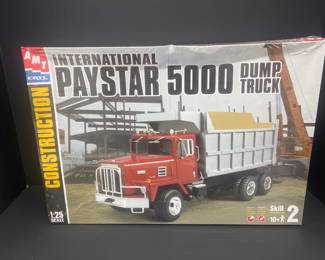 AMT
ERTL
INTERNATIONAL
PAYSTAR 5000 DUMP TRUCK
CONSTRUCTION
1:25
SCALE
Skill
2
10+